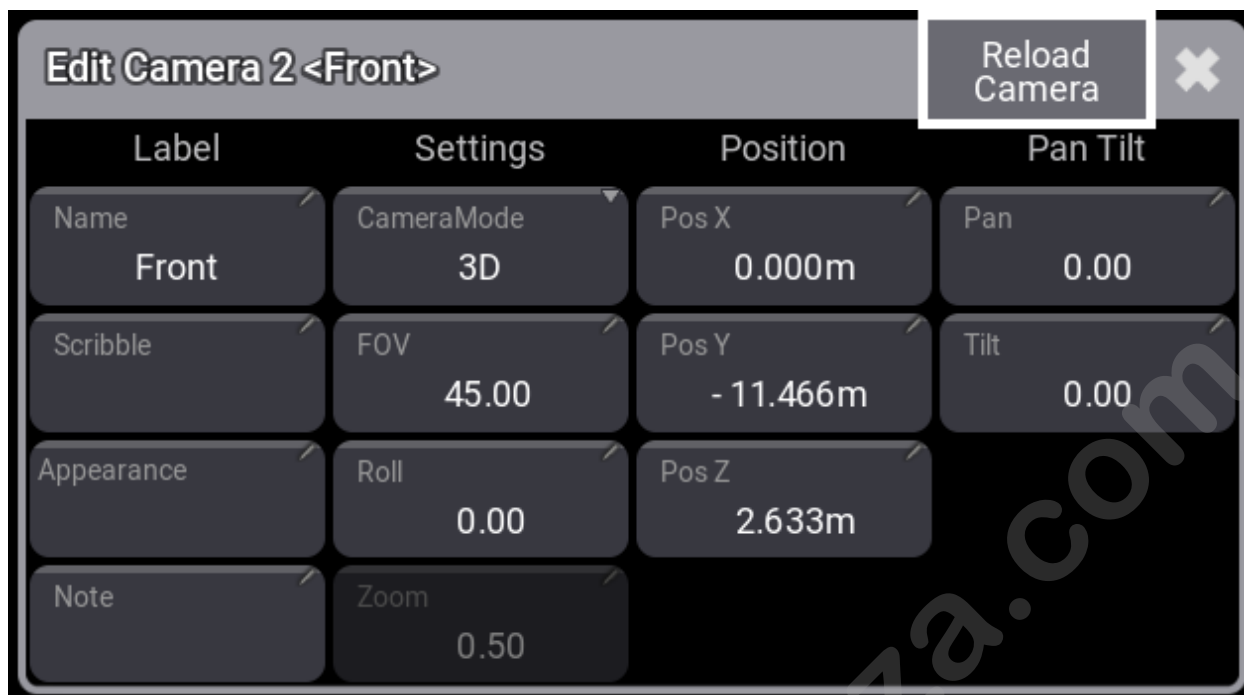 Edit Camera 2 <Front>
Reload
Camera
Label Settings Position Pan Tilt
Name CameraMode Pos X Pan
Front 3D 0.000m 0.00
Scribble FOV Pos Y Tilt
45.00 - 11.466m 0.00
Appearance Roll Pos Z
0.00 2.633m
Note Zoom
0.50
za.com